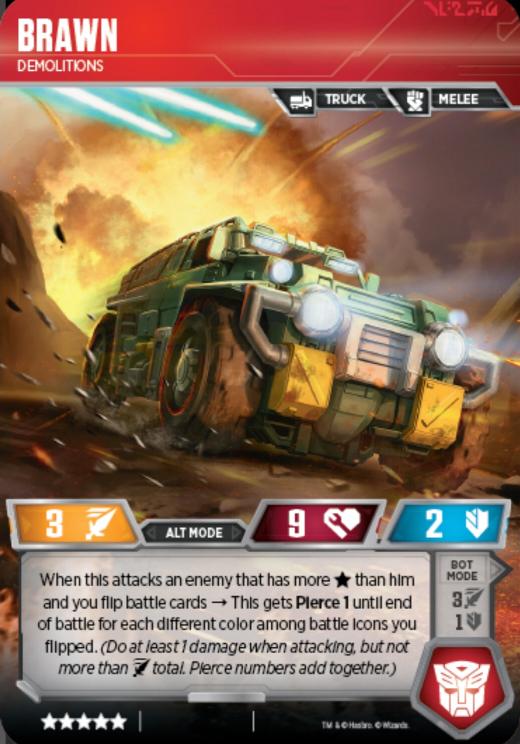 BRAWN
DEMOLITIONS
TRUCK MELEE
3 ALT MODE 9 2
When this attacks an enemy that has more ★ than him
and you flip battle cards → This gets Pierce 1 until end
of battle for each different color among battle icons you
flipped. (Do at least 1 damage when attacking, but not
more than total. Pierce numbers add together.)
BOT
MODE
3
1
★★★★★
TM & © Hasbro. © Wizards.